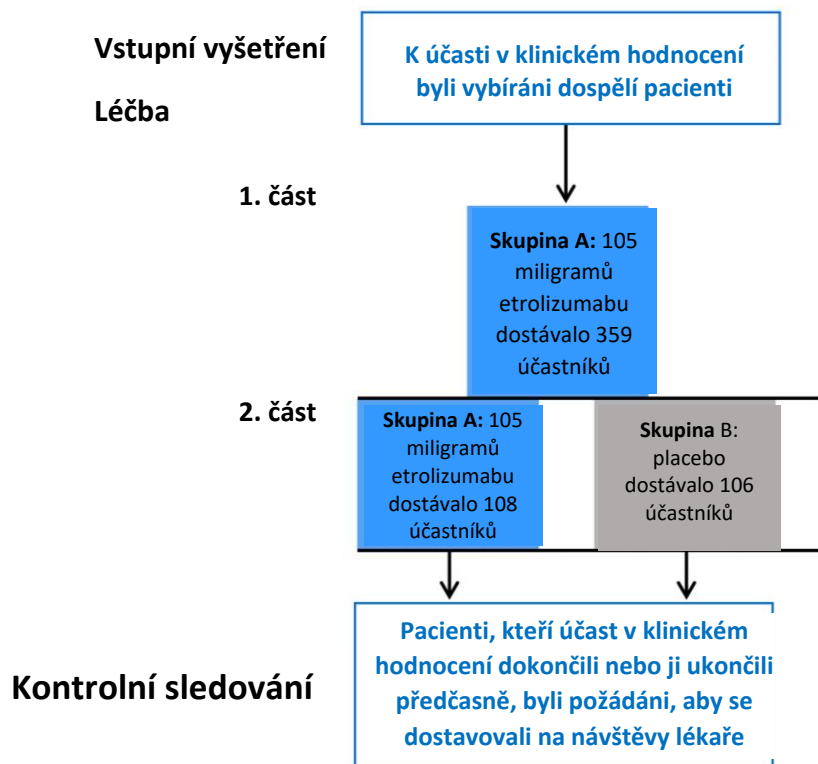 Vstupní vyšetření
K účasti v klinickém hodnocení
byli vybíráni dospělí pacienti
Léčba
1. část
Skupina A: 105
miligramů
etrolizumabu
dostávalo 359
účastníků
2. část
Skupina A: 105
miligramů
etrolizumabu
dostávalo 108
účastníků
Skupina B:
placebo
dostávalo 106
účastníků
Kontrolní sledování
Pacienti, kteří účast v klinickém
hodnocení dokončili nebo ji ukončili
předčasně, byli požádáni, aby se
dostavovali na návštěvy lékaře